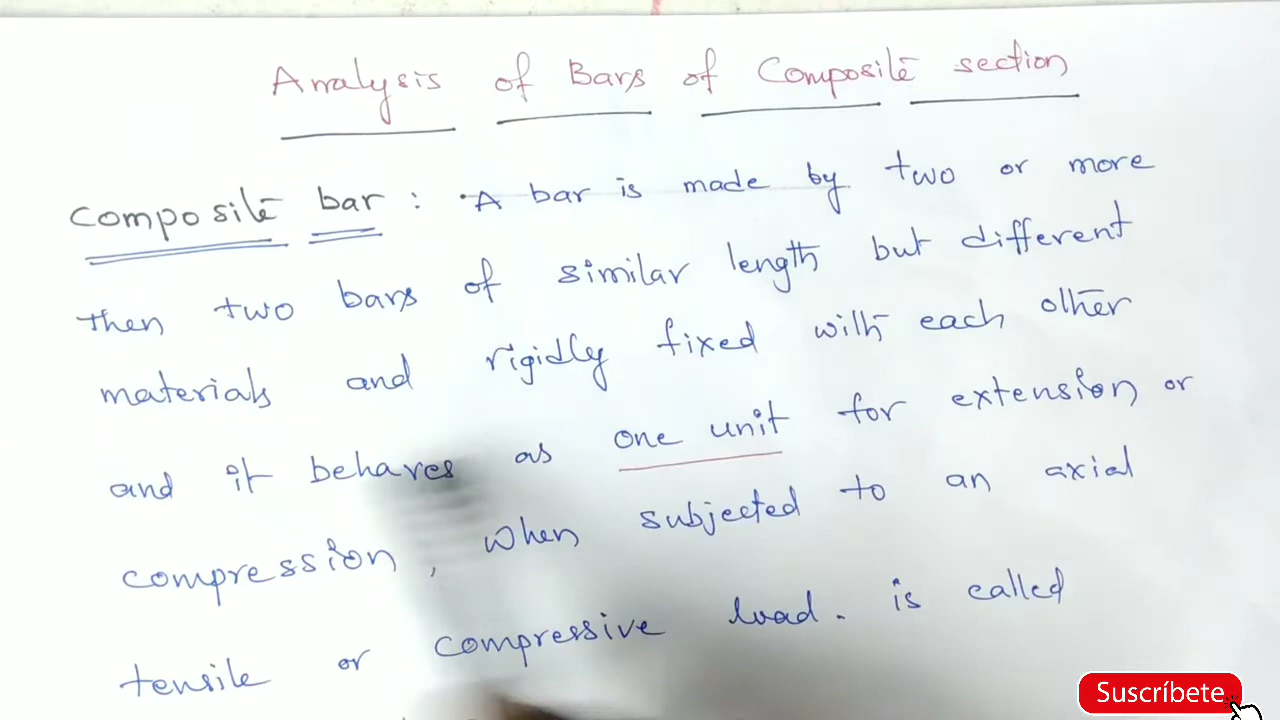 Analysis of Bars of Composite section
Composite bar : A bar is made by two or more
then two bars of similar length but different
materials and rigidly fixed with each other
and it behaves as one unit for extension or
compression, when subjected to an axial
tensile or compressive load. is called
Suscríbete